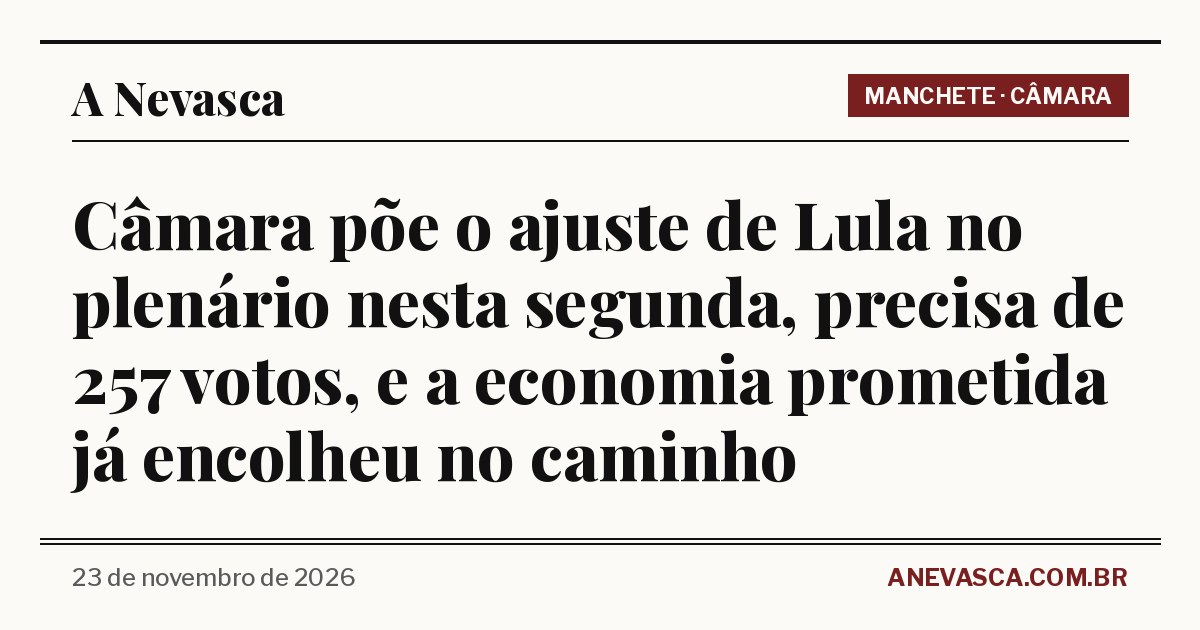 A Nevasca
MANCHETE · CÂMARA
Câmara põe o ajuste de Lula no
plenário nesta segunda, precisa de
257 votos, e a economia prometida
já encolheu no caminho
23 de novembro de 2026
ANEVASCA.COM.BR